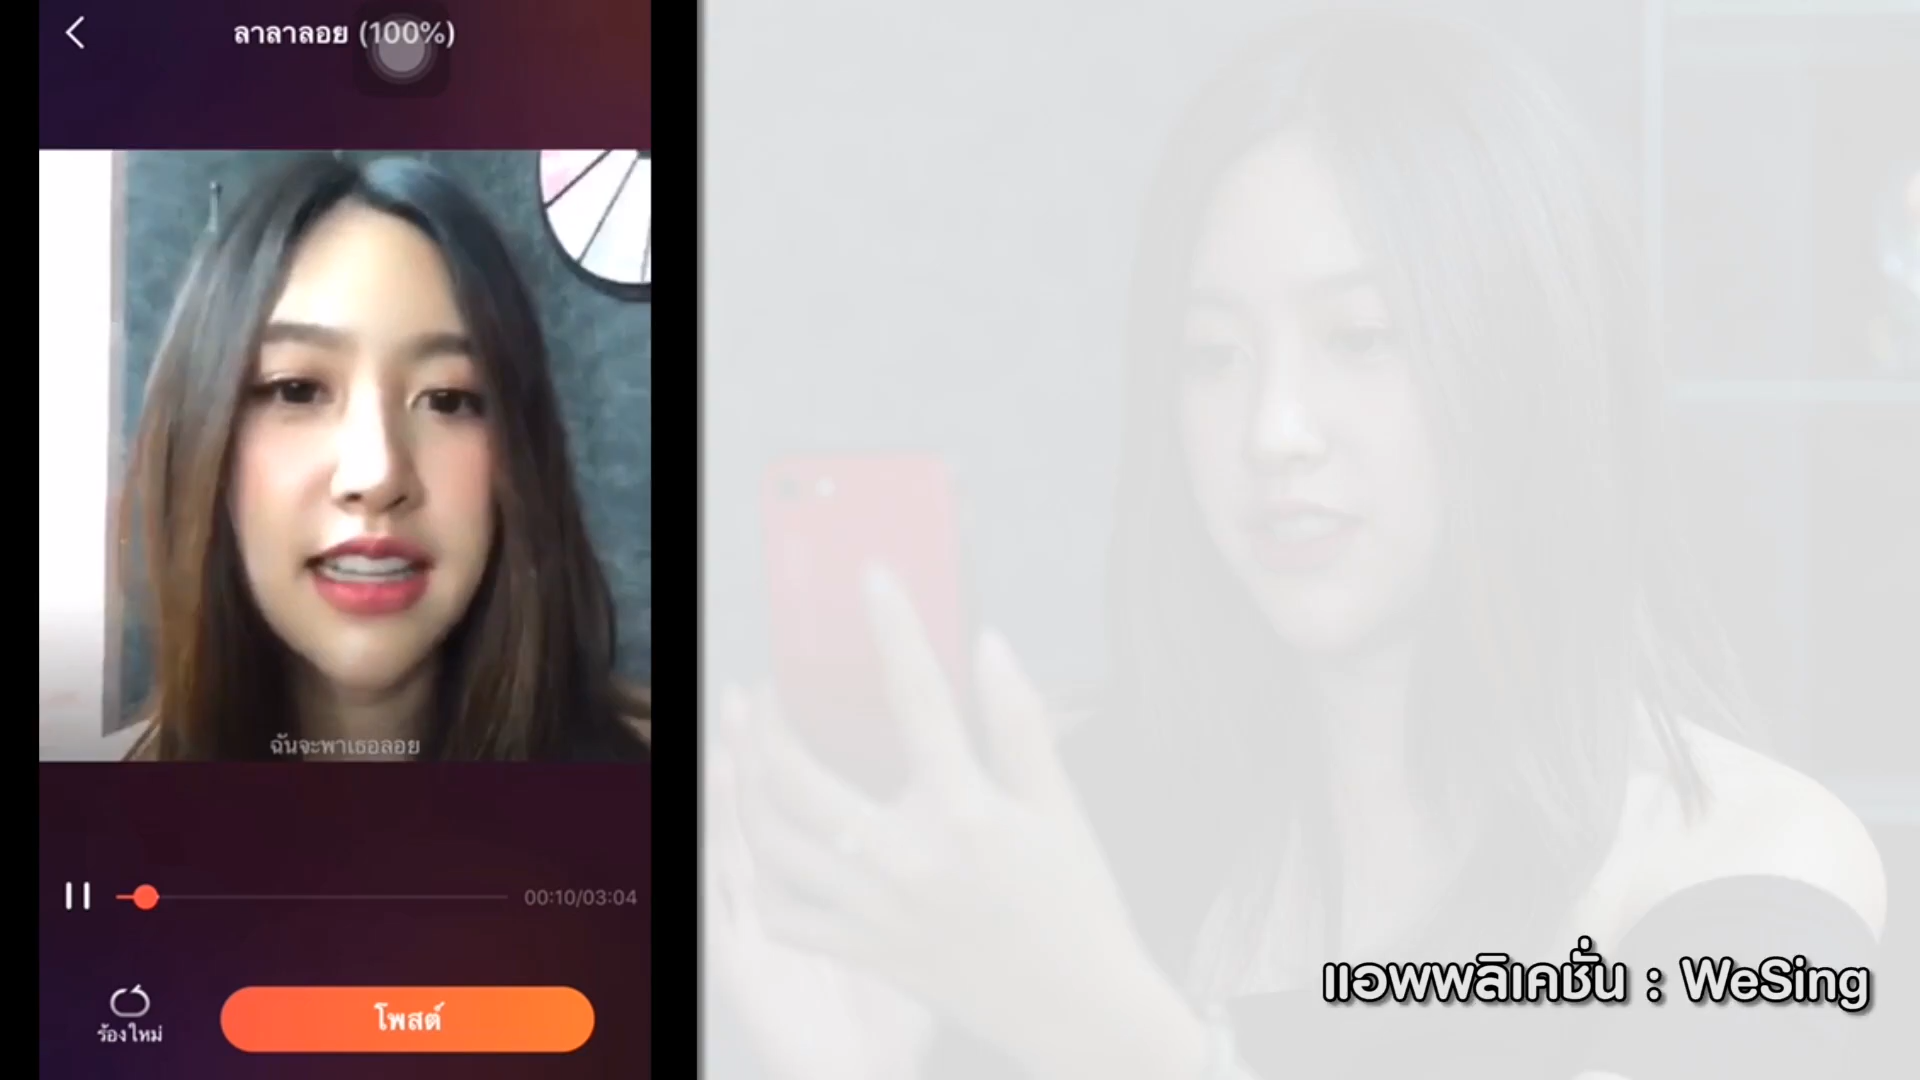 ลาลาลอย (100%)
ฉันจะพาเธอลอย
00:10/03:04
ร้องใหม่
โพสต์
แอพพลิเคชั่น : WeSing